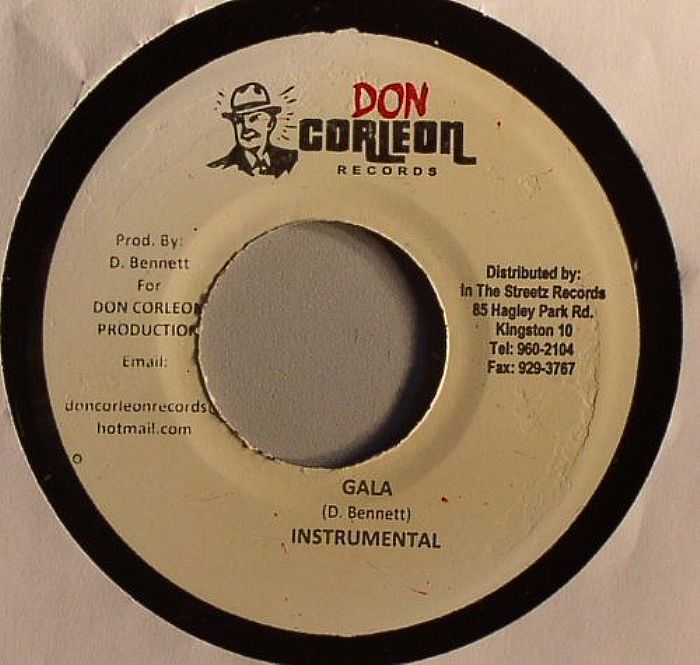 DON
CORLEON
RECORDS
Prod. By:
D. Bennett
For
DON CORLEON
PRODUCTION
Email:
doncorleonrecords@
hotmail.com
Distributed by:
In The Streetz Records
85 Hagley Park Rd.
Kingston 10
Tel: 960-2104
Fax: 929-3767
GALA
(D. Bennett)
INSTRUMENTAL